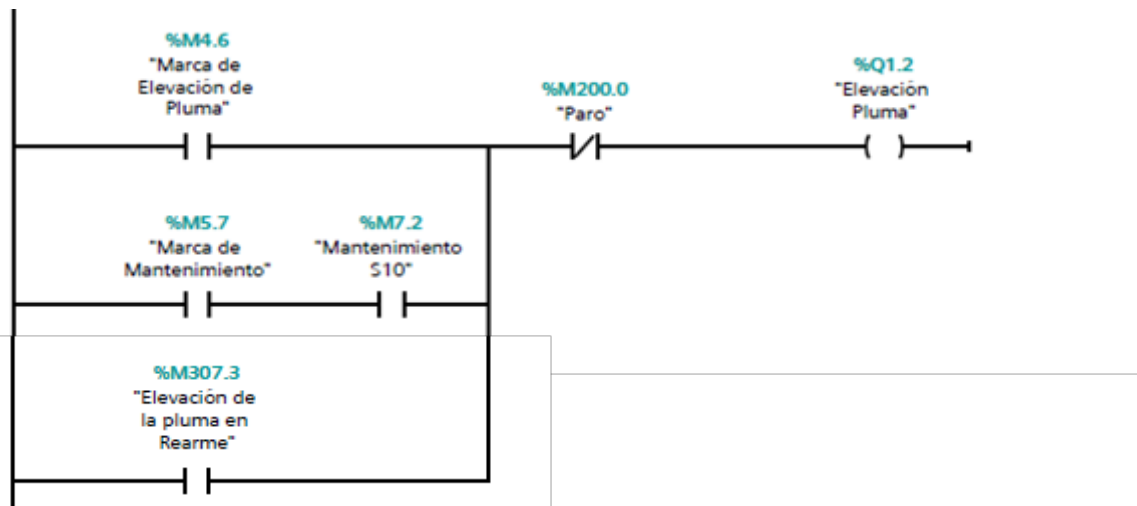 %M4.6
"Marca de
Elevación de
Pluma"
%M200.0
"Paro"
%Q1.2
"Elevación
Pluma"
%M5.7
"Marca de
Mantenimiento"
%M7.2
"Mantenimiento
S10"
%M307.3
"Elevación de
la pluma en
Rearme"